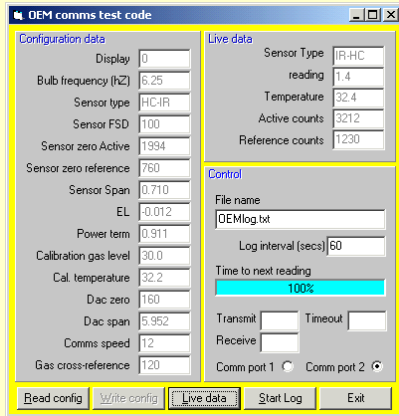 OEM comms test code
Configuration data
Display 0
Bulb frequency (hZ) 6.25
Sensor type HC-IR
Sensor FSD 100
Sensor zero Active 1994
Sensor zero reference 760
Sensor Span 0.710
EL -0.012
Power term 0.911
Calibration gas level 30.0
Cal. temperature 32.2
Dac zero 160
Dac span 5.952
Comms speed 12
Gas cross-reference 120
Live data
Sensor Type IR-HC
reading 1.4
Temperature 32.4
Active counts 3212
Reference counts 1230
Control
File name
OEMlog.txt
Log interval (secs) 60
Time to next reading
100%
Transmit Timeout
Receive
Comm port 1 Comm port 2
Read config Write config Live data Start Log Exit